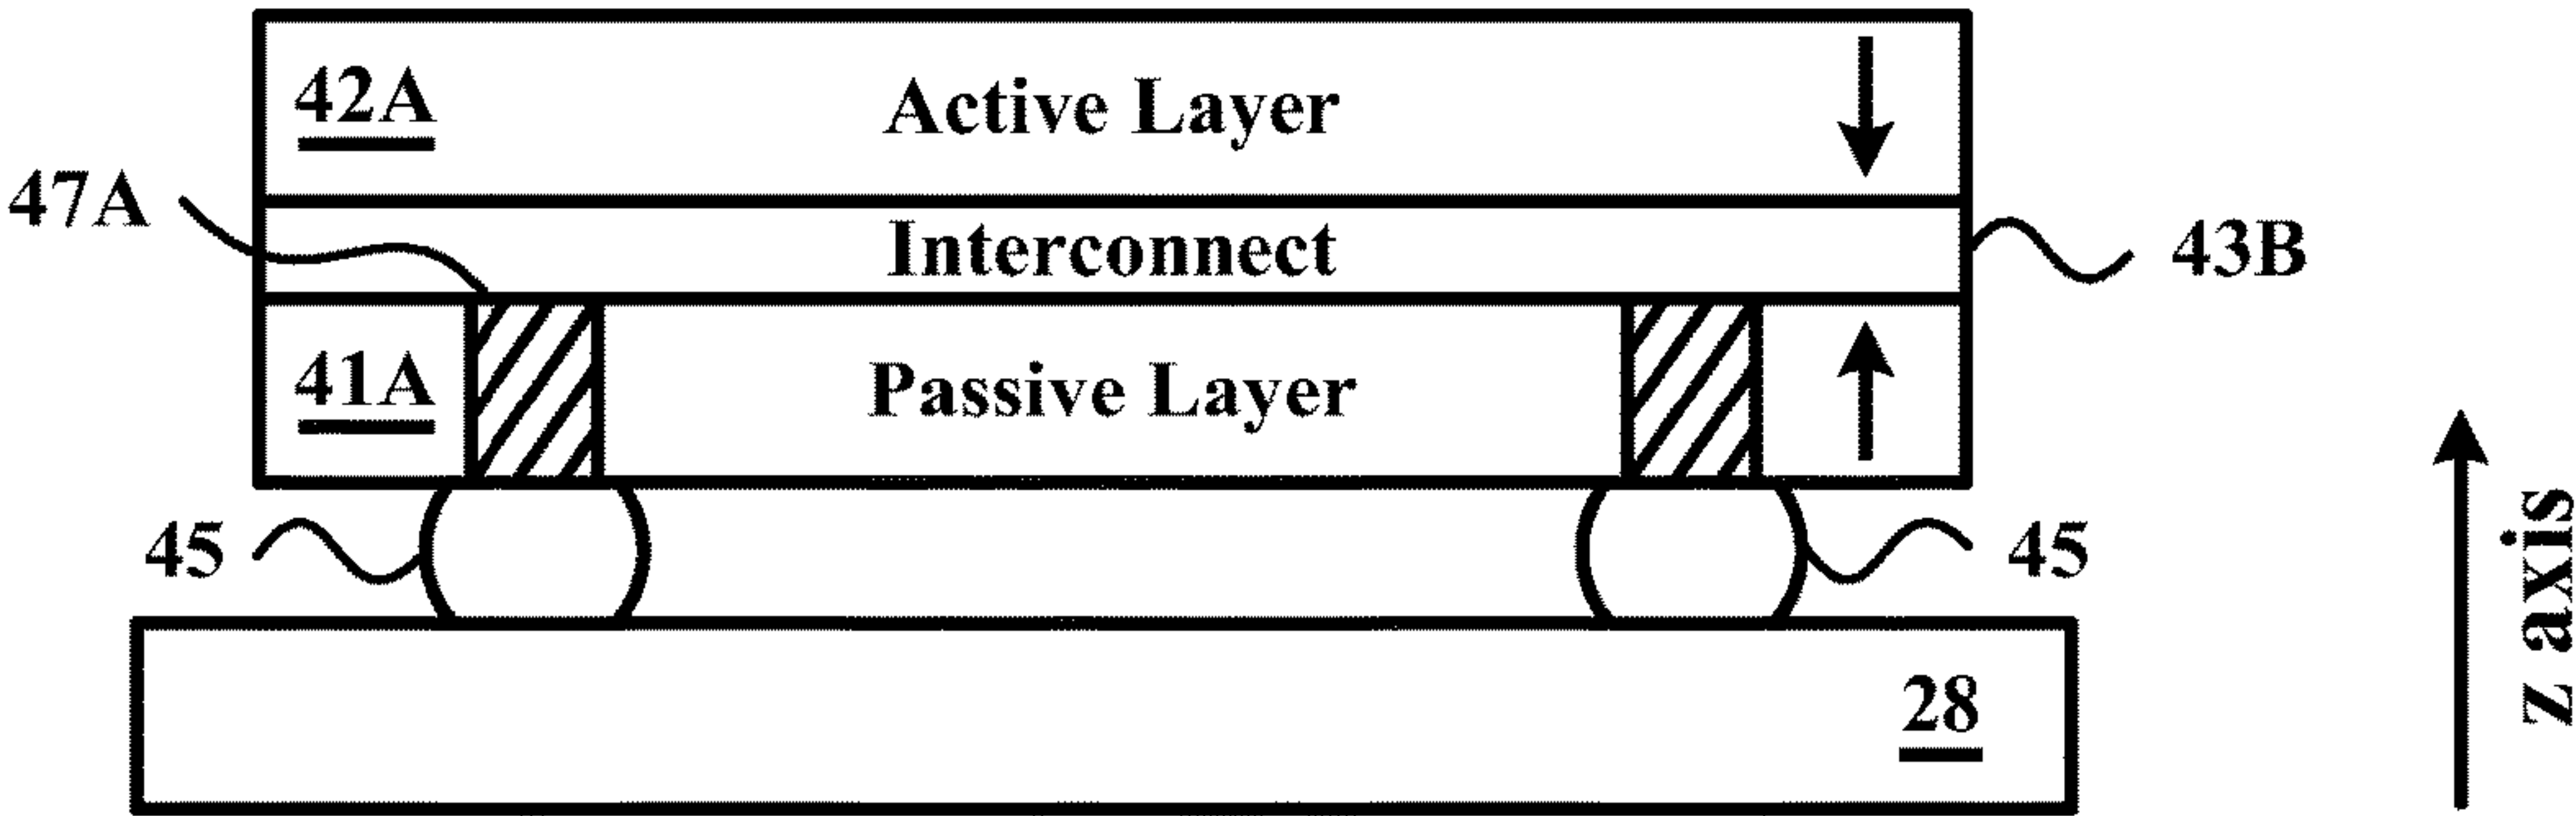 42A Active Layer
47A
Interconnect
43B
41A Passive Layer
45
45
28
z axis